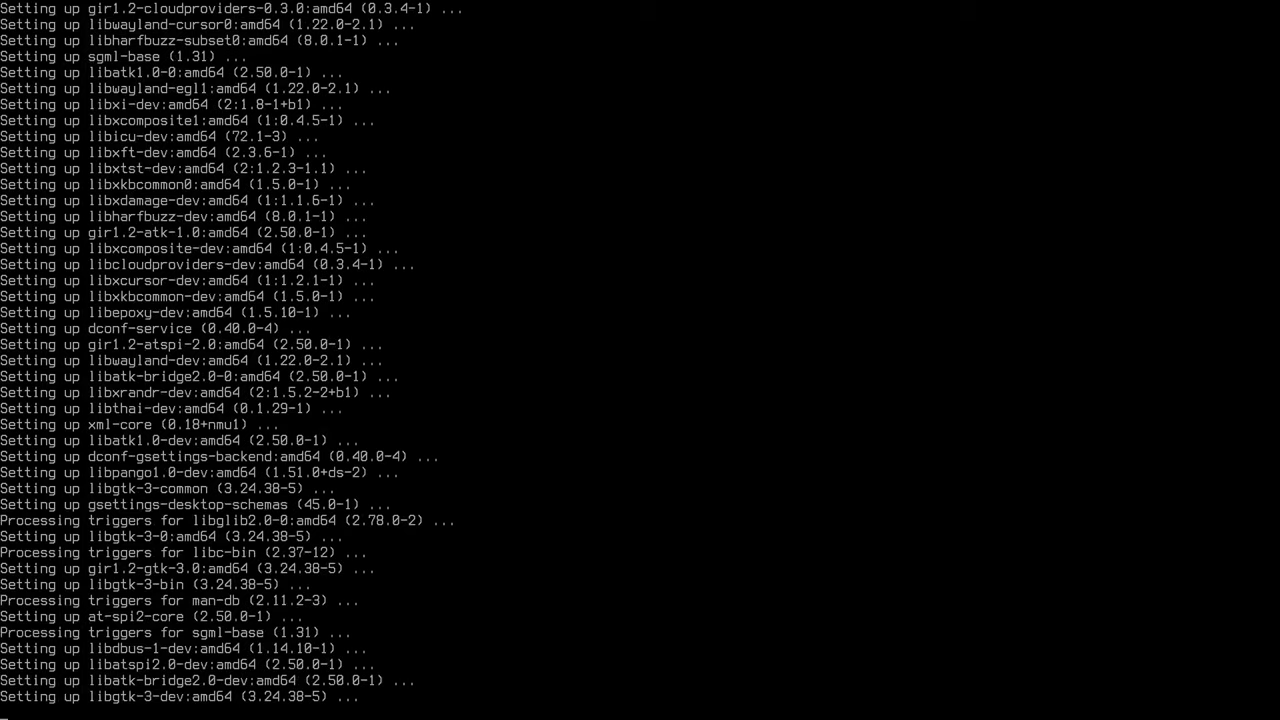 Setting up gir1.2-cloudproviders-0.3.0:amd64 (0.3.4-1) ...
Setting up libwayland-cursor0:amd64 (1.22.0-2.1) ...
Setting up libharfbuzz-subset0:amd64 (8.0.1-1) ...
Setting up sgml-base (1.31) ...
Setting up libatk1.0-0:amd64 (2.50.0-1) ...
Setting up libwayland-egl1:amd64 (1.22.0-2.1) ...
Setting up libxi-dev:amd64 (2:1.8-1+b1) ...
Setting up libxcomposite1:amd64 (1:0.4.5-1) ...
Setting up libicu-dev:amd64 (72.1-3) ...
Setting up libxft-dev:amd64 (2.3.6-1) ...
Setting up libxtst-dev:amd64 (2:1.2.3-1.1) ...
Setting up libxkbcommon0:amd64 (1.5.0-1) ...
Setting up libxdamage-dev:amd64 (1:1.1.6-1) ...
Setting up libharfbuzz-dev:amd64 (8.0.1-1) ...
Setting up gir1.2-atk-1.0:amd64 (2.50.0-1) ...
Setting up libxcomposite-dev:amd64 (1:0.4.5-1) ...
Setting up libcloudproviders-dev:amd64 (0.3.4-1) ...
Setting up libxcursor-dev:amd64 (1:1.2.1-1) ...
Setting up libxkbcommon-dev:amd64 (1.5.0-1) ...
Setting up libepoxy-dev:amd64 (1.5.10-1) ...
Setting up dconf-service (0.40.0-4) ...
Setting up gir1.2-atspi-2.0:amd64 (2.50.0-1) ...
Setting up libwayland-dev:amd64 (1.22.0-2.1) ...
Setting up libatk-bridge2.0-0:amd64 (2.50.0-1) ...
Setting up libxrandr-dev:amd64 (2:1.5.2-2+b1) ...
Setting up libthai-dev:amd64 (0.1.29-1) ...
Setting up xml-core (0.18+nmu1) ...
Setting up libatk1.0-dev:amd64 (2.50.0-1) ...
Setting up dconf-gsettings-backend:amd64 (0.40.0-4) ...
Setting up libpango1.0-dev:amd64 (1.51.0+ds-2) ...
Setting up libgtk-3-common (3.24.38-5) ...
Setting up gsettings-desktop-schemas (45.0-1) ...
Processing triggers for libglib2.0-0:amd64 (2.78.0-2) ...
Setting up libgtk-3-0:amd64 (3.24.38-5) ...
Processing triggers for libc-bin (2.37-12) ...
Setting up gir1.2-gtk-3.0:amd64 (3.24.38-5) ...
Setting up libgtk-3-bin (3.24.38-5) ...
Processing triggers for man-db (2.11.2-3) ...
Setting up at-spi2-core (2.50.0-1) ...
Processing triggers for sgml-base (1.31) ...
Setting up libdbus-1-dev:amd64 (1.14.10-1) ...
Setting up libatspi2.0-dev:amd64 (2.50.0-1) ...
Setting up libatk-bridge2.0-dev:amd64 (2.50.0-1) ...
Setting up libgtk-3-dev:amd64 (3.24.38-5) ...